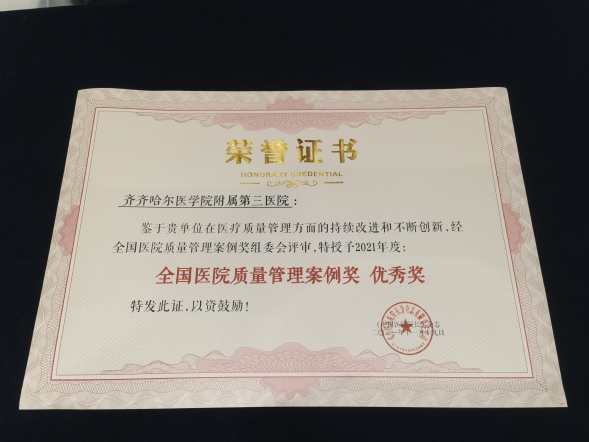 荣誉证书
HONORARY CREDENTIAL
齐齐哈尔医学院附属第三医院:
鉴于贵单位在医疗质量管理方面的持续改进和不断创新,经
全国医院质量管理案例奖组委会评审,特授予2021年度:
全国医院质量管理案例奖 优秀奖
特发此证,以资鼓励!